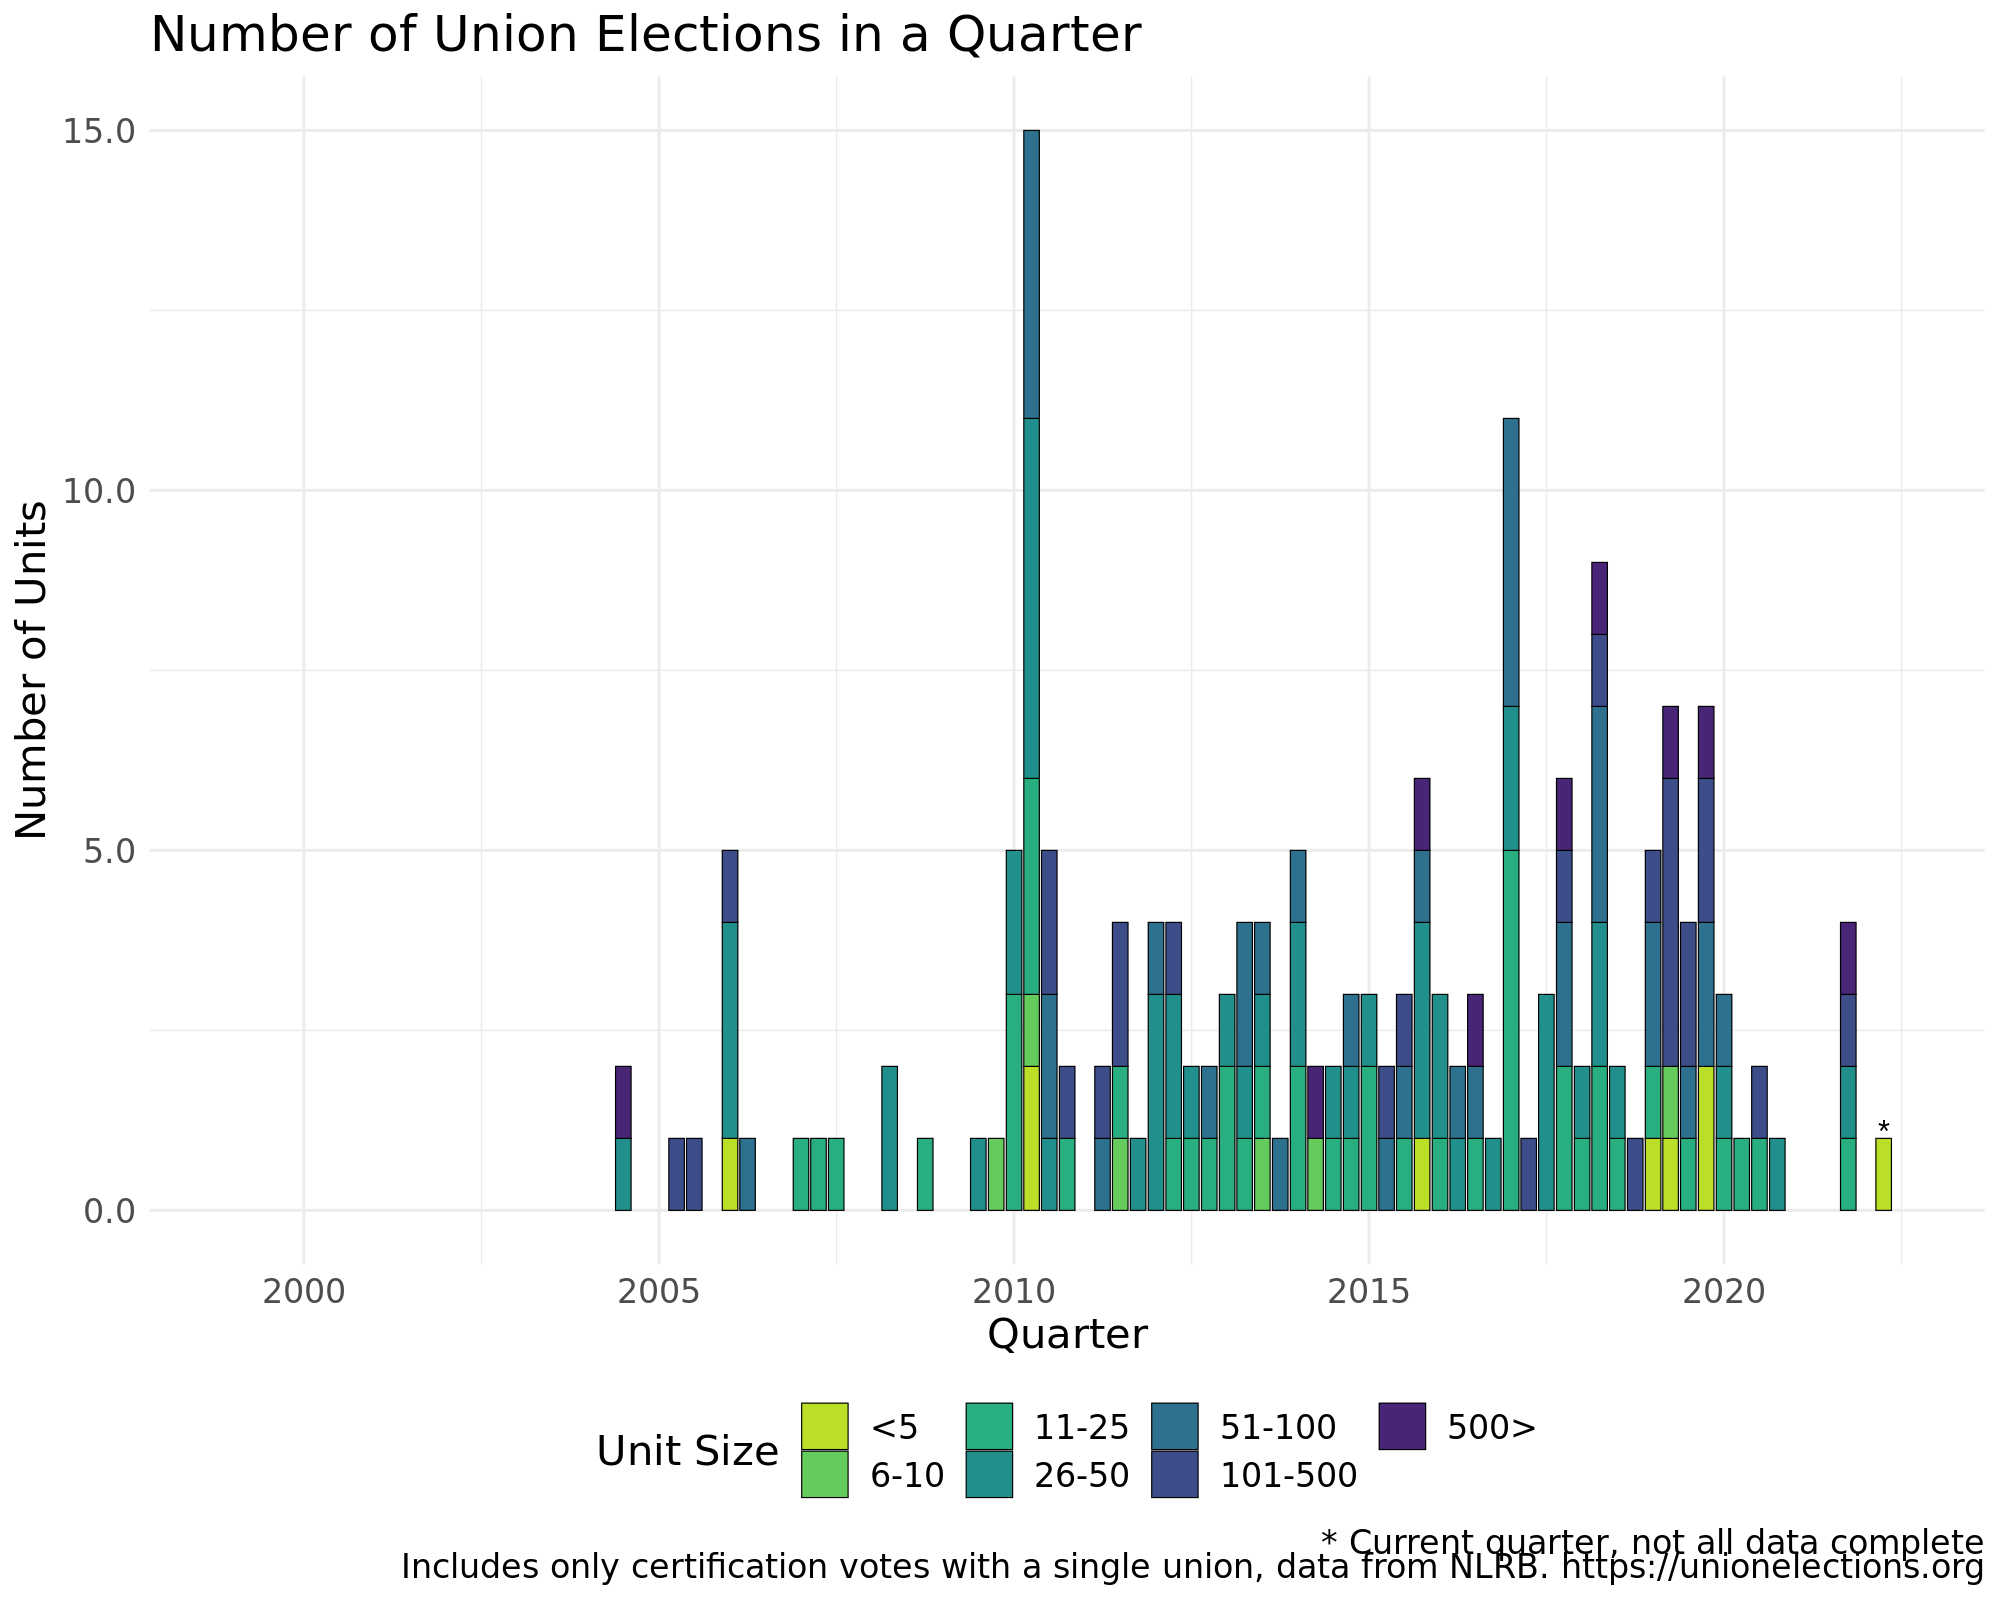 Number of Union Elections in a Quarter
Number of Units
15.0
10.0
5.0
0.0
*
2000 2005 2010 2015 2020
Quarter
Unit Size
<5 11-25 51-100 500>
6-10 26-50 101-500
* Current quarter, not all data complete
Includes only certification votes with a single union, data from NLRB. https://unionelections.org